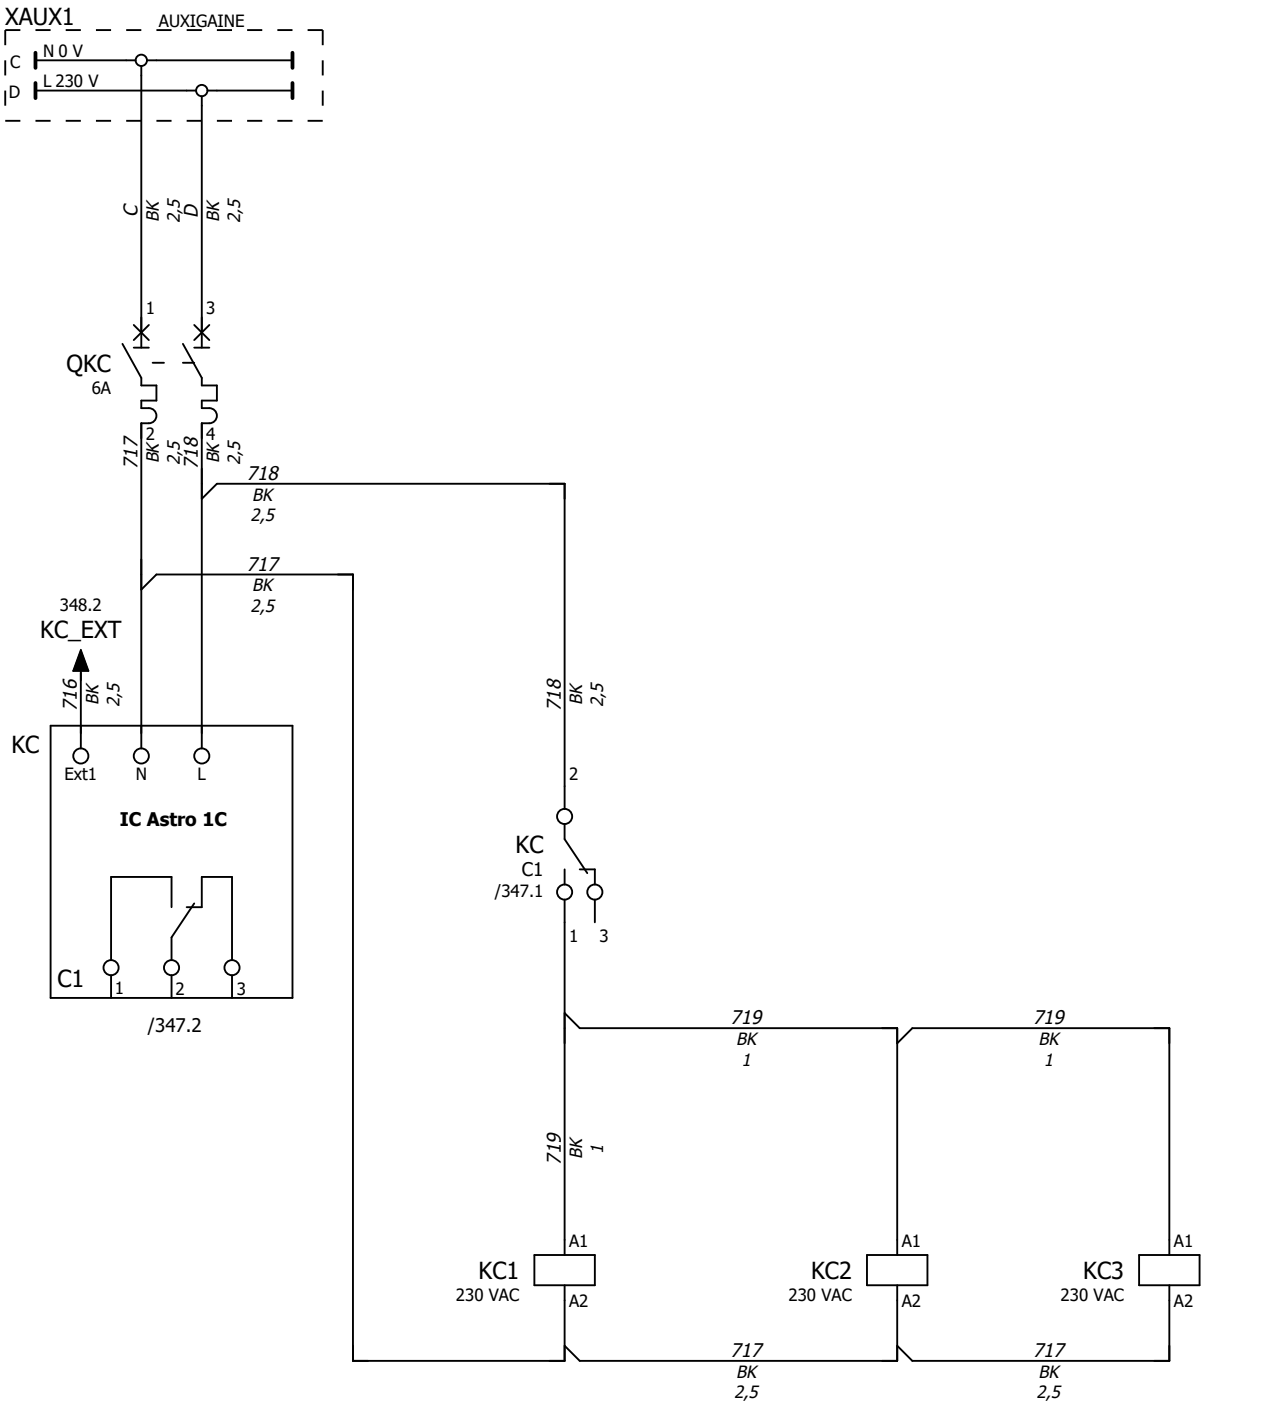 XAUX1
AUXIGAINE
C
N 0 V
D
L 230 V
C
BK
2,5
D
BK
2,5
1
3
QKC
6A
2
4
717
BK
2,5
718
BK
2,5
718
BK
2,5
717
BK
2,5
348.2
KC_EXT
716
BK
2,5
718
BK
2,5
KC
Ext1
N
L
IC Astro 1C
2
KC
C1
/347.1
1
3
C1
1
2
3
/347.2
719
BK
1
719
BK
1
719
BK
1
A1
KC1
230 VAC
A2
A1
KC2
230 VAC
A2
A1
KC3
230 VAC
A2
717
BK
2,5
717
BK
2,5